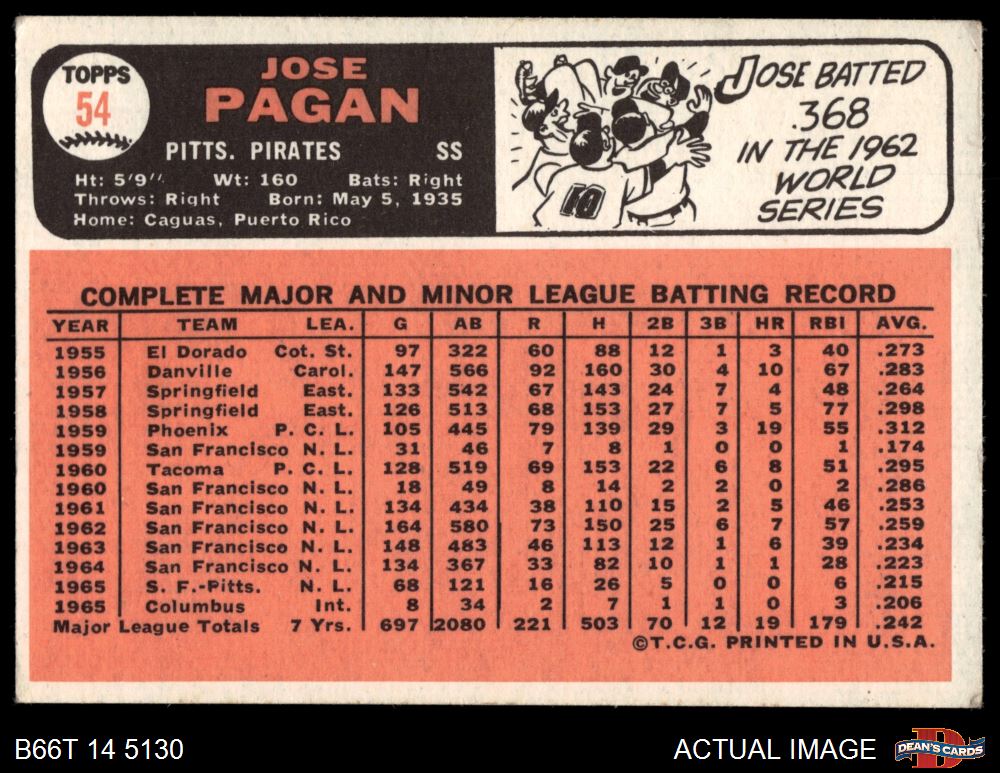 TOPPS
54
JOSE
PAGAN
PITTS. PIRATES SS
Ht: 5'9" Wt: 160 Bats: Right
Throws: Right Born: May 5, 1935
Home: Caguas, Puerto Rico
10
JOSE BATTED
.368
IN THE 1962
WORLD
SERIES
COMPLETE MAJOR AND MINOR LEAGUE BATTING RECORD
YEAR TEAM LEA. G AB R H 2B 3B HR RBI AVG.
1955 El Dorado Cot. St. 97 322 60 88 12 1 3 40 .273
1956 Danville Carol. 147 566 92 160 30 4 10 67 .283
1957 Springfield East. 133 542 67 143 24 7 4 48 .264
1958 Springfield East. 126 513 68 153 27 7 5 77 .298
1959 Phoenix P. C. L. 105 445 79 139 29 3 19 55 .312
1959 San Francisco N. L. 31 46 7 8 1 0 0 1 .174
1960 Tacoma P. C. L. 128 519 69 153 22 6 8 51 .295
1960 San Francisco N. L. 18 49 8 14 2 2 0 2 .286
1961 San Francisco N. L. 134 434 38 110 15 2 5 46 .253
1962 San Francisco N. L. 164 580 73 150 25 6 7 57 .259
1963 San Francisco N. L. 148 483 46 113 12 1 6 39 .234
1964 San Francisco N. L. 134 367 33 82 10 1 1 28 .223
1965 S. F.-Pitts. N. L. 68 121 16 26 5 0 0 6 .215
1965 Columbus Int. 8 34 2 7 1 1 0 3 .206
Major League Totals 7 Yrs. 697 2080 221 503 70 12 19 179 .242
©T.C.G. PRINTED IN U.S.A.
B66T 14 5130 ACTUAL IMAGE
D
DEAN'S CARDS